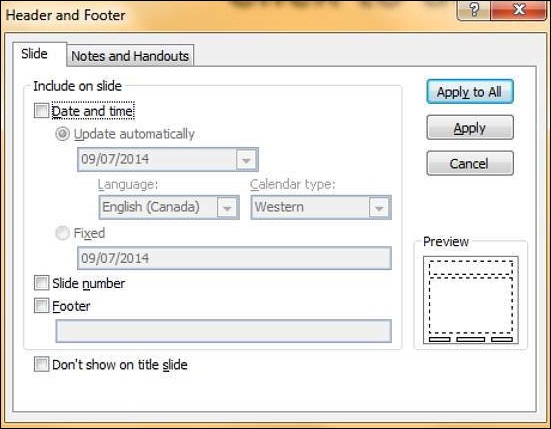 Header and Footer
Slide
Notes and Handouts
Include on slide
Date and time
Update automatically
09/07/2014
Language:
Calendar type:
English (Canada)
Western
Fixed
09/07/2014
Slide number
Footer
Don't show on title slide
Apply to All
Apply
Cancel
Preview